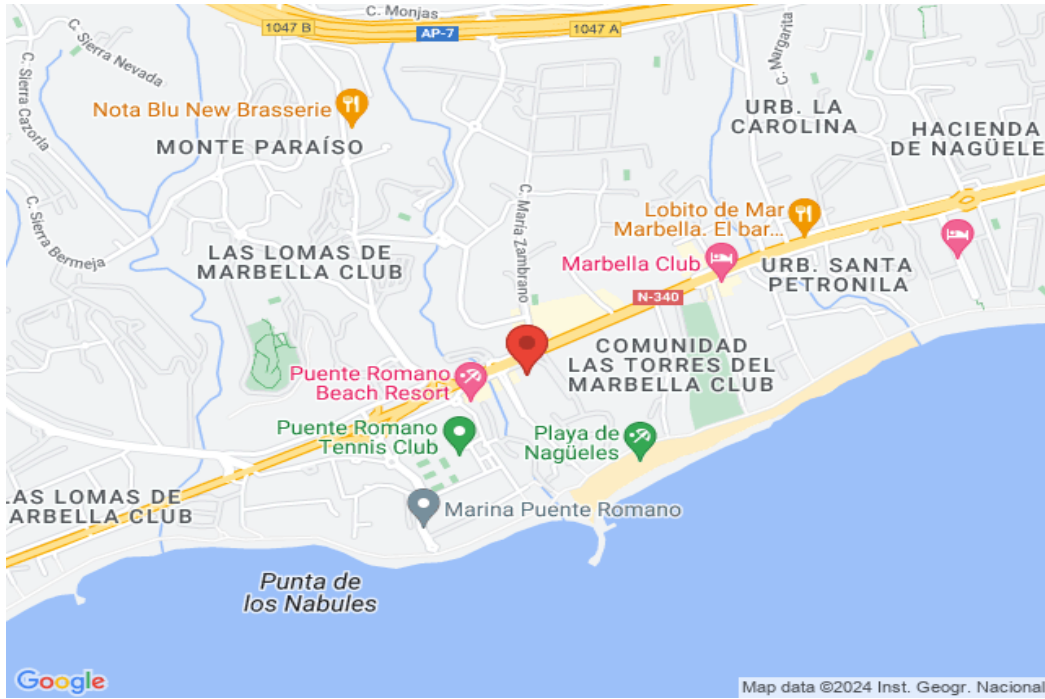 C. Monjas
1047 B
AP-7
1047 A
C. Sierra Nevada
C. Sierra Cazorla
C. Margarita
Nota Blu New Brasserie
MONTE PARAÍSO
URB. LA
CAROLINA
HACIENDA
DE NAGÜELE
C. María Zambrano
C. Sierra Bermeja
Lobito de Mar
Marbella. El bar...
LAS LOMAS DE
MARBELLA CLUB
Marbella Club
URB. SANTA
PETRONILA
N-340
COMUNIDAD
LAS TORRES DEL
MARBELLA CLUB
Puente Romano
Beach Resort
Puente Romano
Tennis Club
Playa de
Nagüeles
LAS LOMAS DE
ARBELLA CLUB
Marina Puente Romano
Punta de
los Nabules
Google
Map data ©2024 Inst. Geogr. Nacional